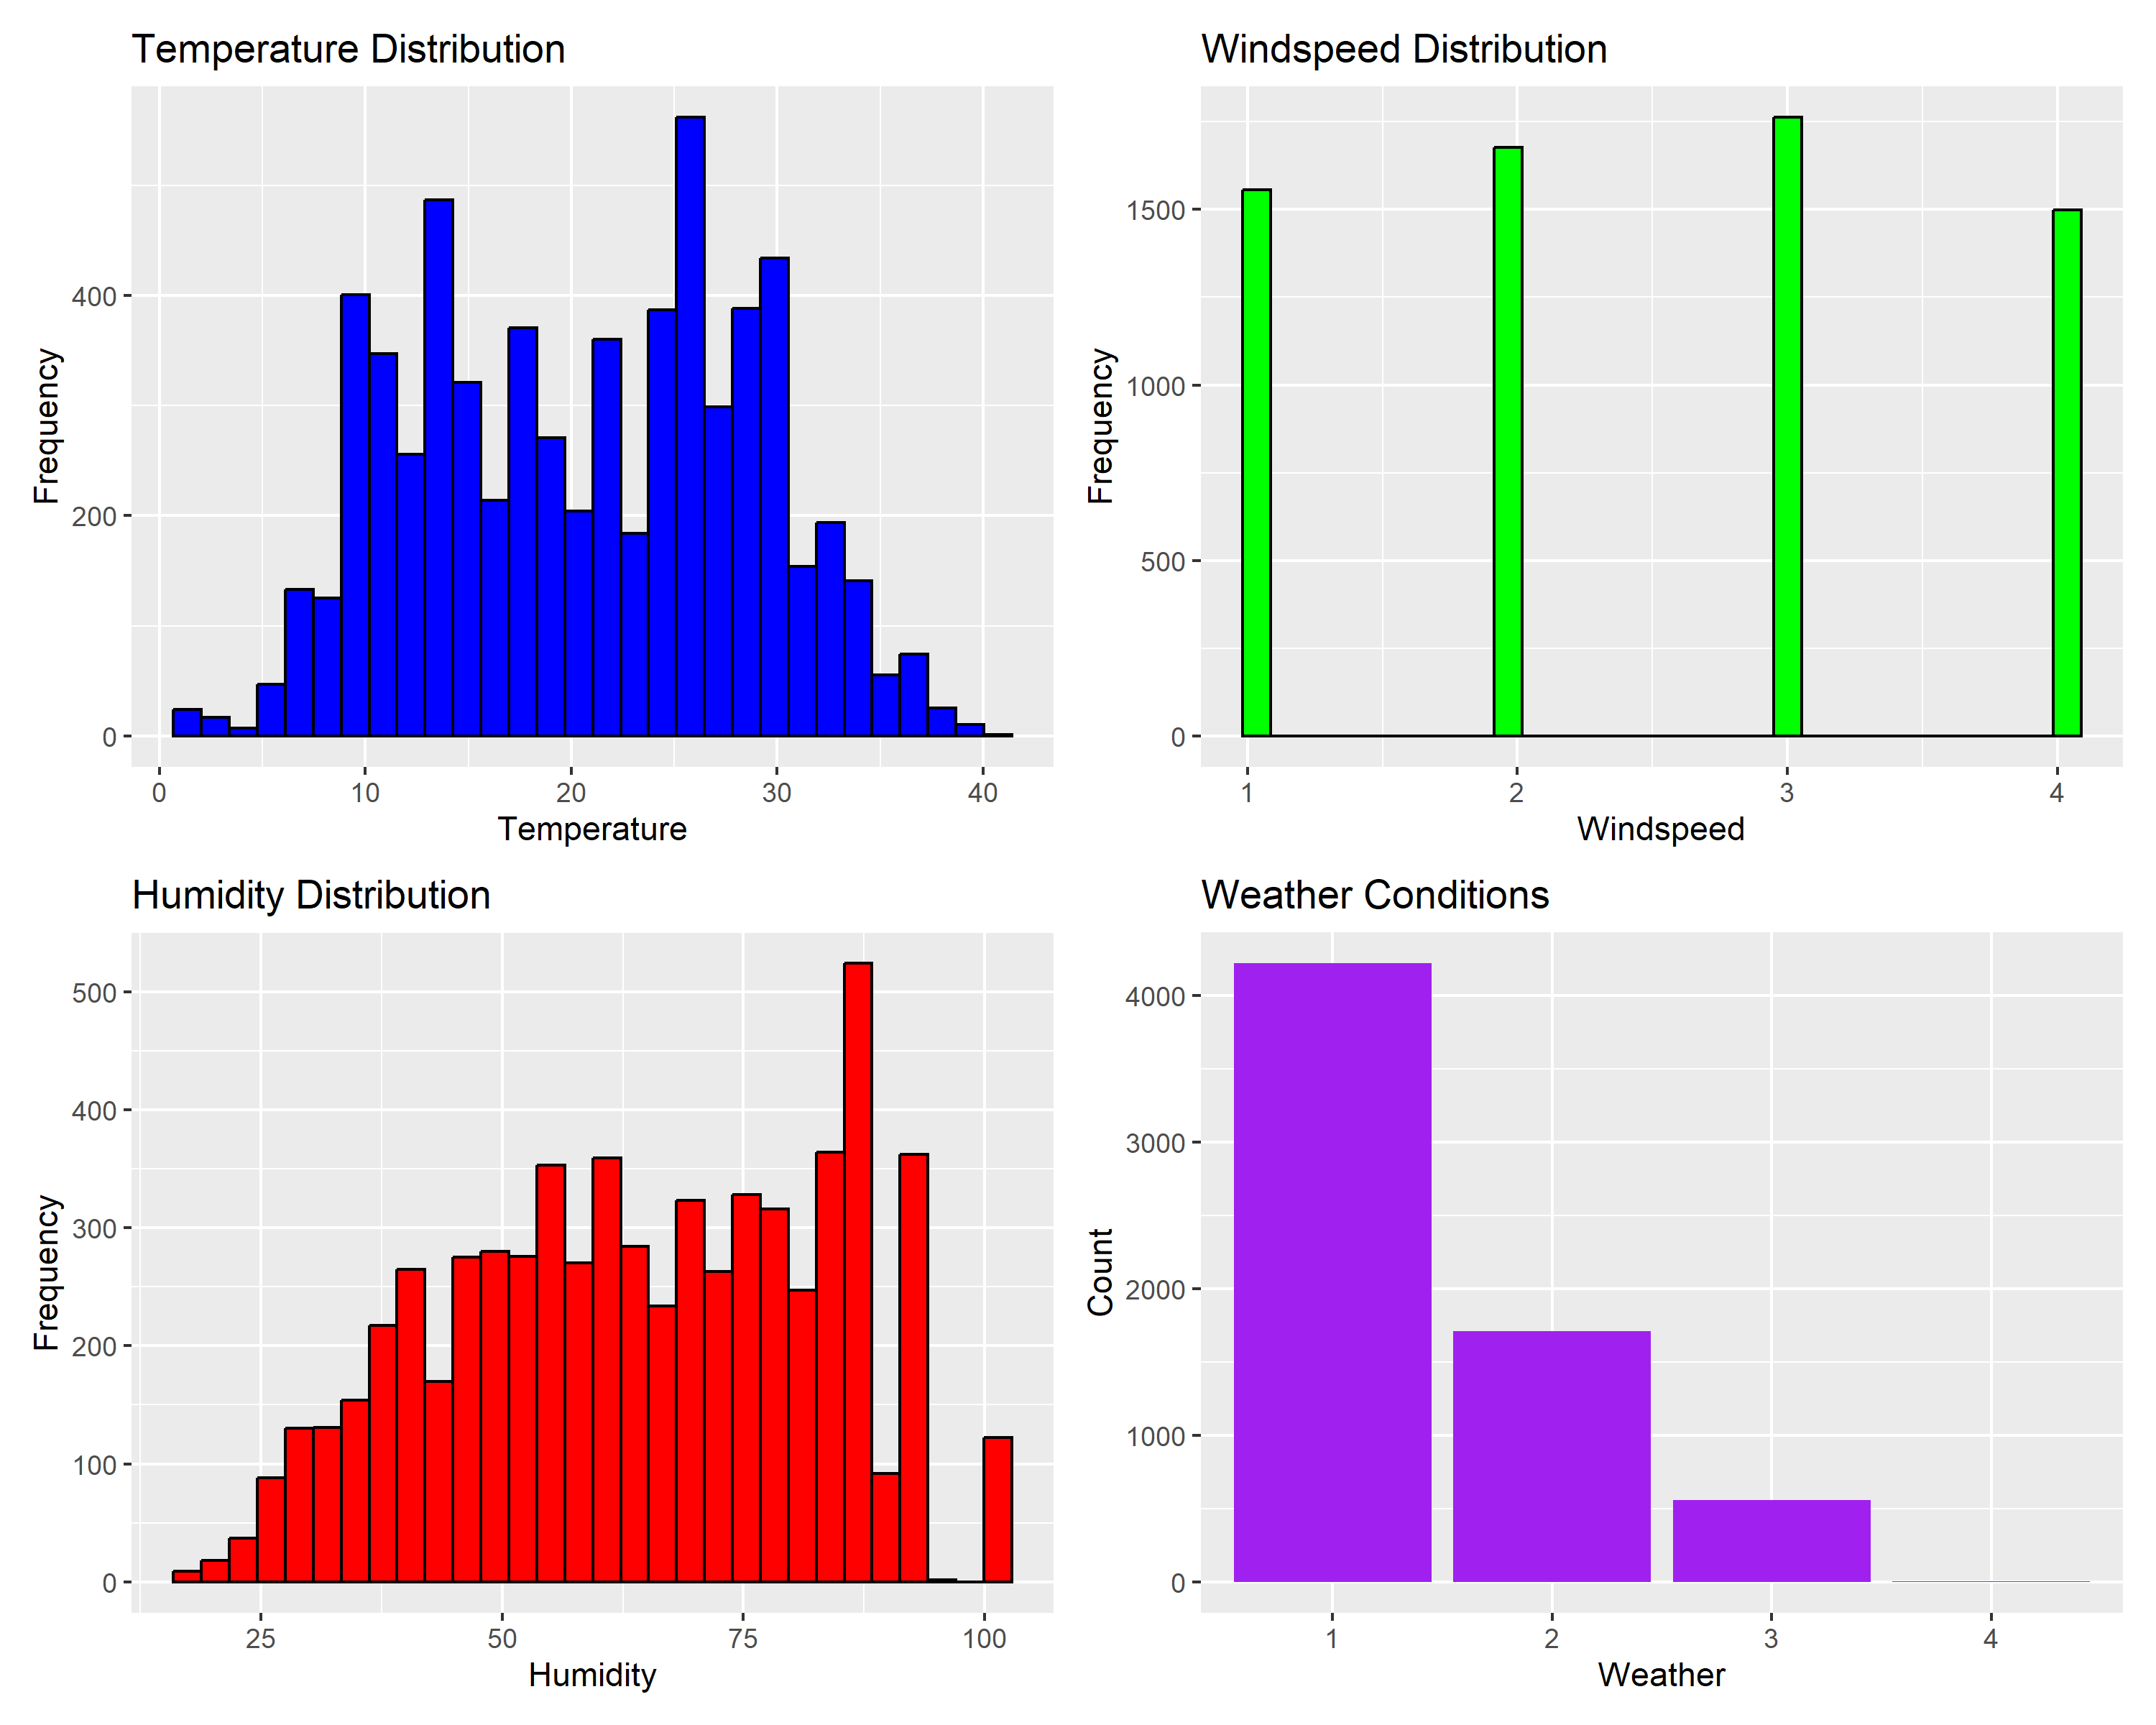 Temperature Distribution
Frequency
400
200
0
0 10 20 30 40
Temperature
Windspeed Distribution
Frequency
1500
1000
500
0
1 2 3 4
Windspeed
Humidity Distribution
Frequency
500
400
300
200
100
0
25 50 75 100
Humidity
Weather Conditions
Count
4000
3000
2000
1000
0
1 2 3 4
Weather